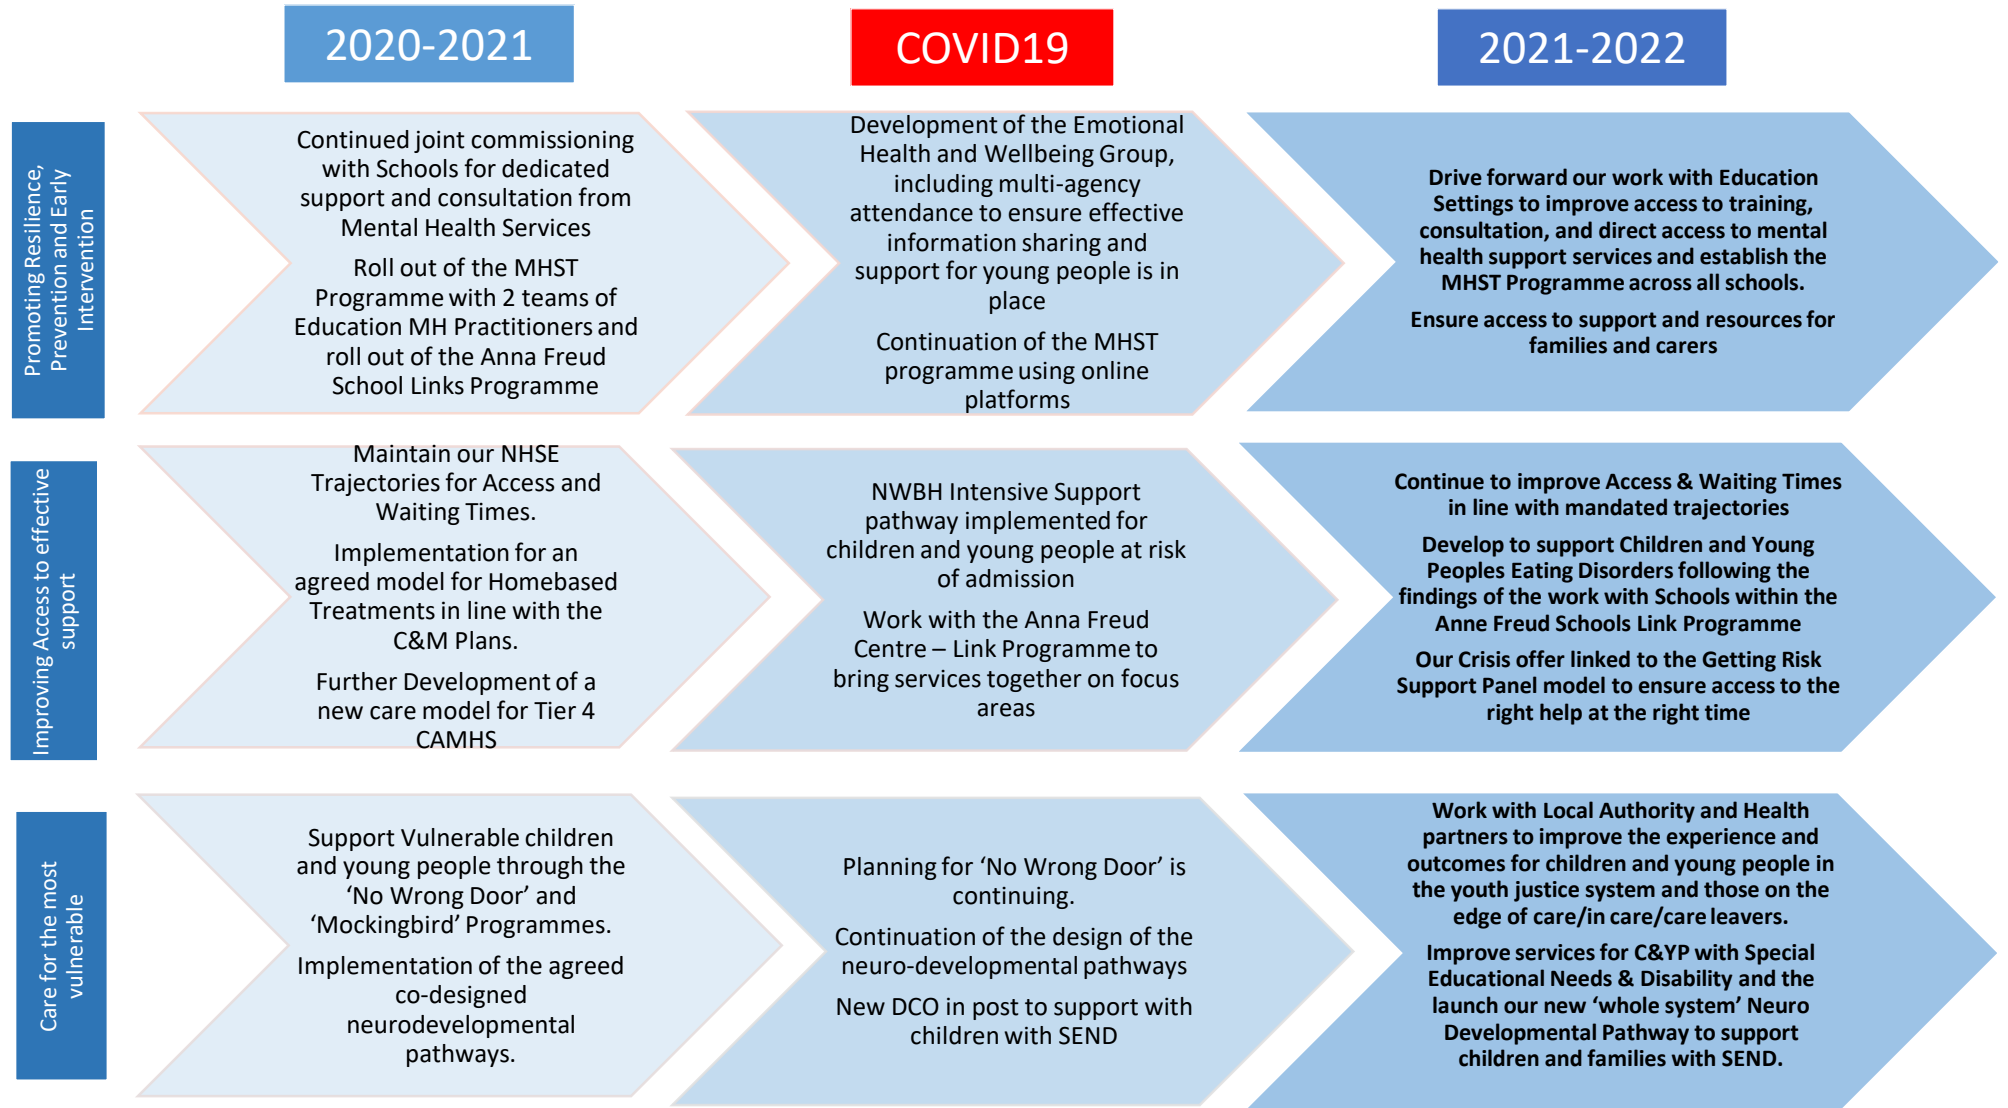 2020-2021
COVID19
2021-2022
Promoting Resilience,
Prevention and Early
Intervention
Continued joint commissioning
with Schools for dedicated
support and consultation from
Mental Health Services
Roll out of the MHST
Programme with 2 teams of
Education MH Practitioners and
roll out of the Anna Freud
School Links Programme
Development of the Emotional
Health and Wellbeing Group,
including multi-agency
attendance to ensure effective
information sharing and
support for young people is in
place
Continuation of the MHST
programme using online
platforms
Drive forward our work with Education
Settings to improve access to training,
consultation, and direct access to mental
health support services and establish the
MHST Programme across all schools.
Ensure access to support and resources for
families and carers
Improving Access to effective
support
Maintain our NHSE
Trajectories for Access and
Waiting Times.
Implementation for an
agreed model for Homebased
Treatments in line with the
C&M Plans.
Further Development of a
new care model for Tier 4
CAMHS
NWBH Intensive Support
pathway implemented for
children and young people at risk
of admission
Work with the Anna Freud
Centre – Link Programme to
bring services together on focus
areas
Continue to improve Access & Waiting Times
in line with mandated trajectories
Develop to support Children and Young
Peoples Eating Disorders following the
findings of the work with Schools within the
Anne Freud Schools Link Programme
Our Crisis offer linked to the Getting Risk
Support Panel model to ensure access to the
right help at the right time
Care for the most
vulnerable
Support Vulnerable children
and young people through the
‘No Wrong Door’ and
‘Mockingbird’ Programmes.
Implementation of the agreed
co-designed
neurodevelopmental
pathways.
Planning for ‘No Wrong Door’ is
continuing.
Continuation of the design of the
neuro-developmental pathways
New DCO in post to support with
children with SEND
Work with Local Authority and Health
partners to improve the experience and
outcomes for children and young people in
the youth justice system and those on the
edge of care/in care/care leavers.
Improve services for C&YP with Special
Educational Needs & Disability and the
launch our new ‘whole system’ Neuro
Developmental Pathway to support
children and families with SEND.